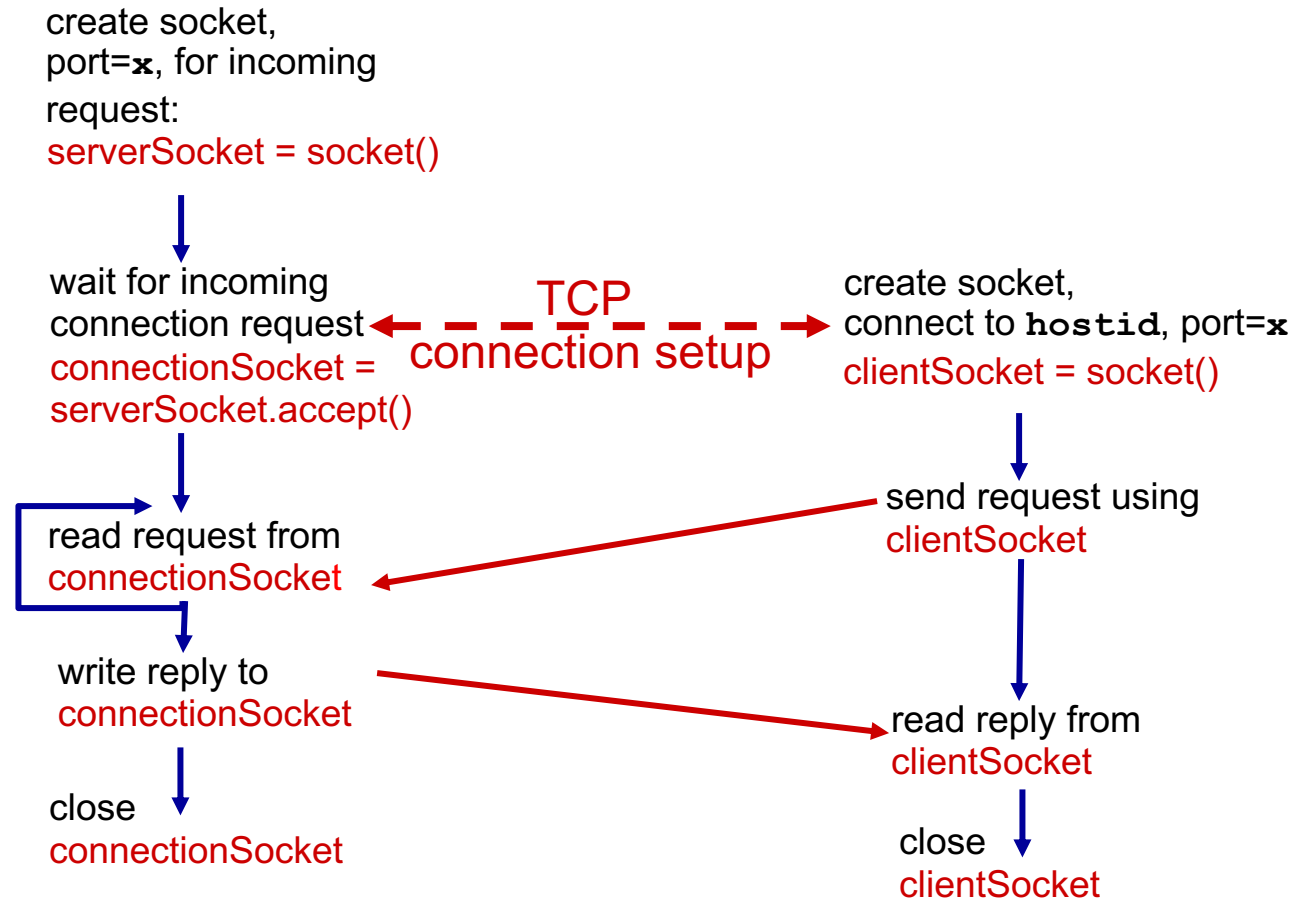 create socket,
port=x, for incoming
request:
serverSocket = socket()
wait for incoming
connection request
connectionSocket =
serverSocket.accept()
TCP
connection setup
create socket,
connect to hostid, port=x
clientSocket = socket()
send request using
clientSocket
read request from
connectionSocket
write reply to
connectionSocket
read reply from
clientSocket
close
connectionSocket
close
clientSocket